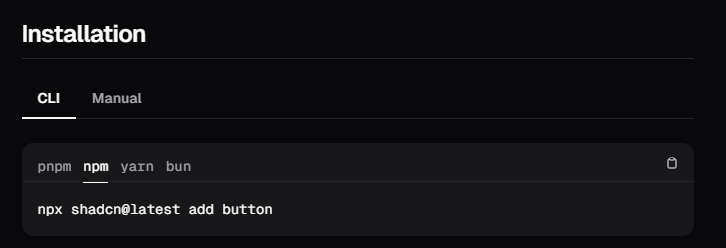 Installation
CLI Manual
pnpm npm yarn bun
npx shadcn@latest add button